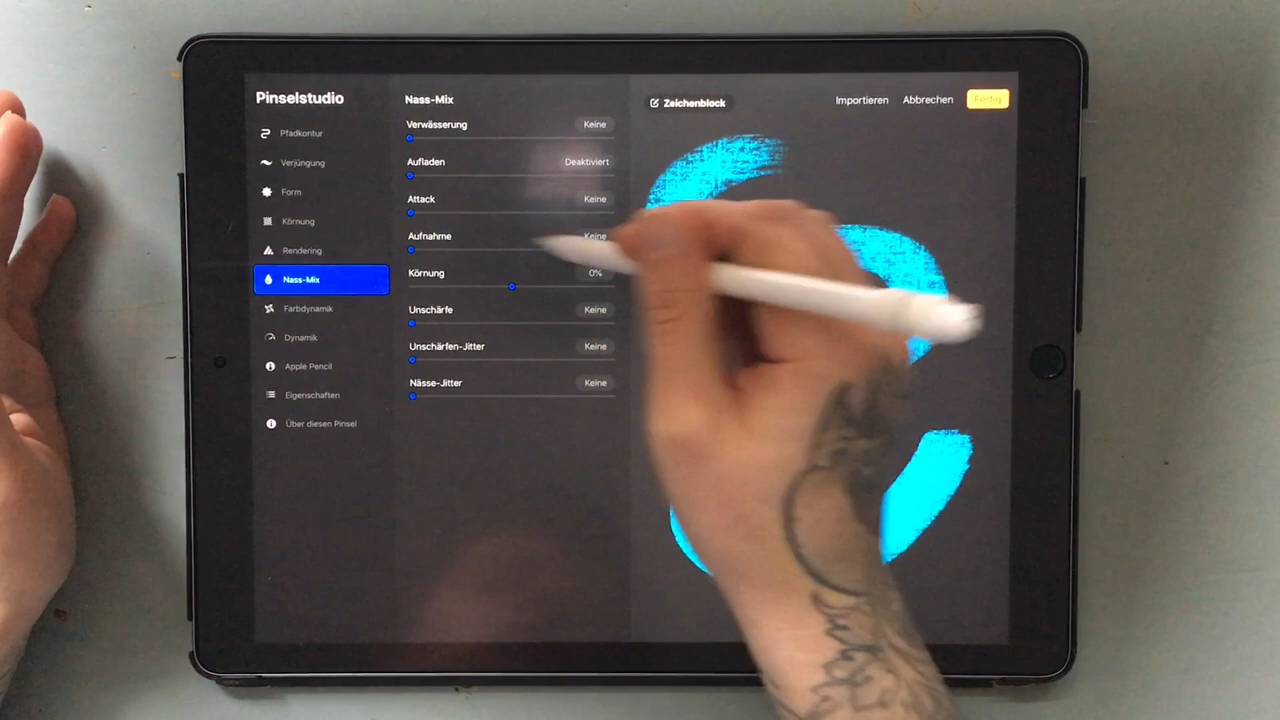 Pinselstudio
Pfadkontur
Verjüngung
Form
Körnung
Rendering
Nass-Mix
Farbdynamik
Dynamik
Apple Pencil
Eigenschaften
Über diesen Pinsel
Nass-Mix
Verwässerung Keine
Aufladen Deaktiviert
Attack Keine
Aufnahme Keine
Körnung 0%
Unschärfe Keine
Unschärfen-Jitter Keine
Nässe-Jitter Keine
Zeichenblock
Importieren Abbrechen Fertig